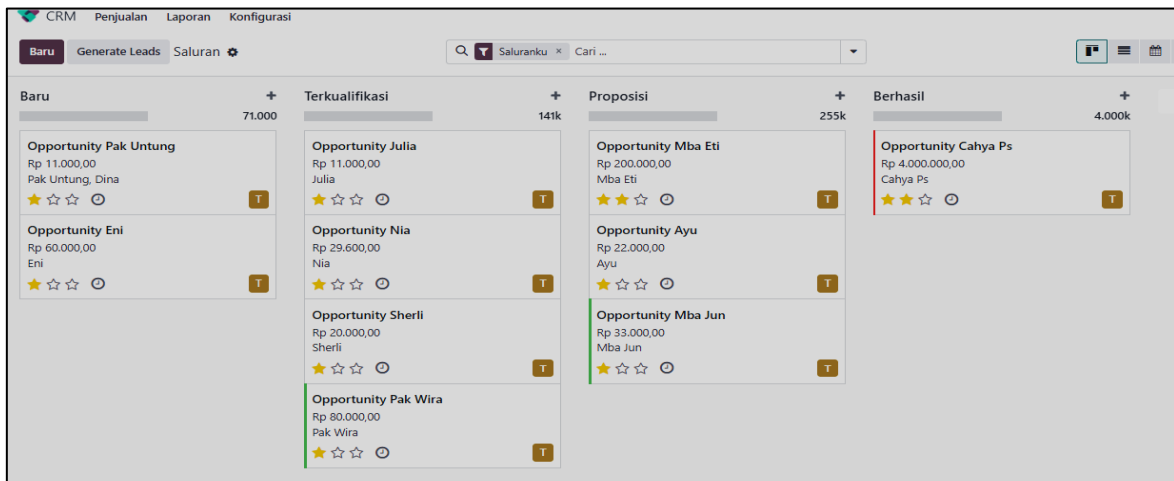 CRM Penjualan Laporan Konfigurasi
Baru Generate Leads Saluran Saluranku × Cari ...
Baru +
71.000
Opportunity Pak Untung
Rp 11.000,00
Pak Untung, Dina
T
Opportunity Eni
Rp 60.000,00
Eni
T
Terkualifikasi +
141k
Opportunity Julia
Rp 11.000,00
Julia
T
Opportunity Nia
Rp 29.600,00
Nia
T
Opportunity Sherli
Rp 20.000,00
Sherli
T
Opportunity Pak Wira
Rp 80.000,00
Pak Wira
T
Proposisi +
255k
Opportunity Mba Eti
Rp 200.000,00
Mba Eti
T
Opportunity Ayu
Rp 22.000,00
Ayu
T
Opportunity Mba Jun
Rp 33.000,00
Mba Jun
T
Berhasil +
4.000k
Opportunity Cahya Ps
Rp 4.000.000,00
Cahya Ps
T